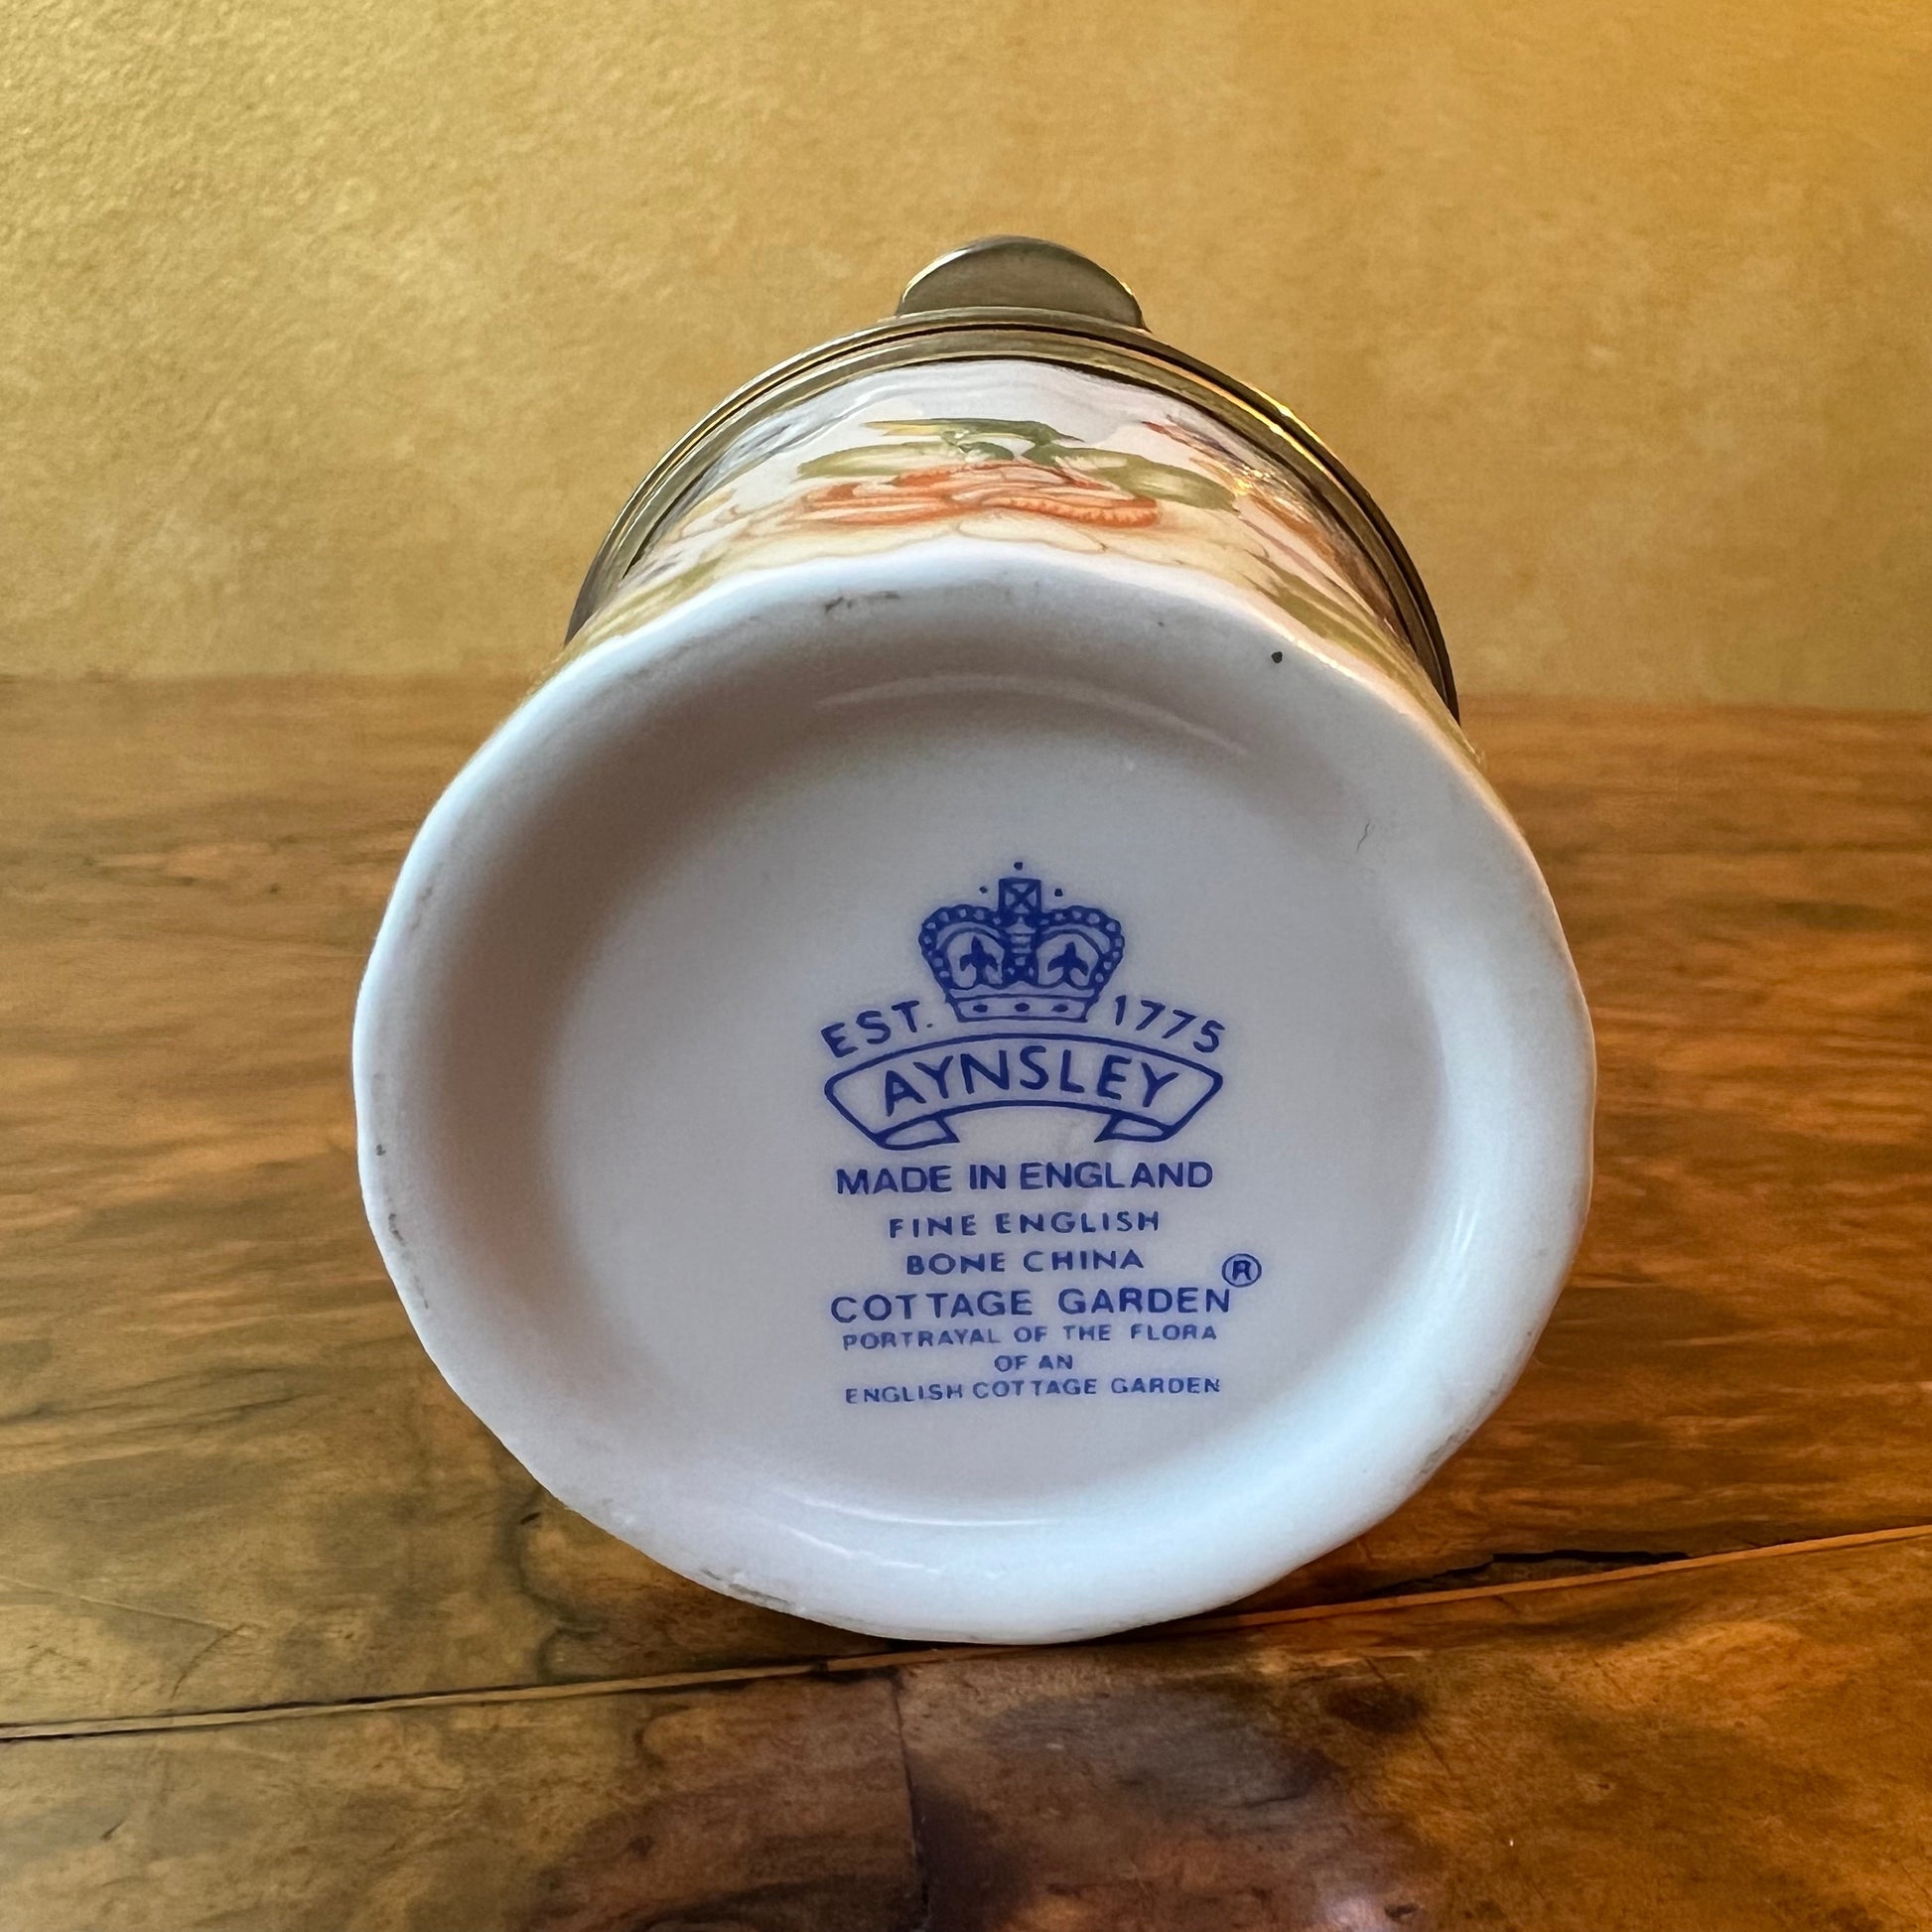 EST. 1775
AYNSLEY
MADE IN ENGLAND
FINE ENGLISH
BONE CHINA
COTTAGE GARDEN®
PORTRAYAL OF THE FLORA
OF AN
ENGLISH COTTAGE GARDEN